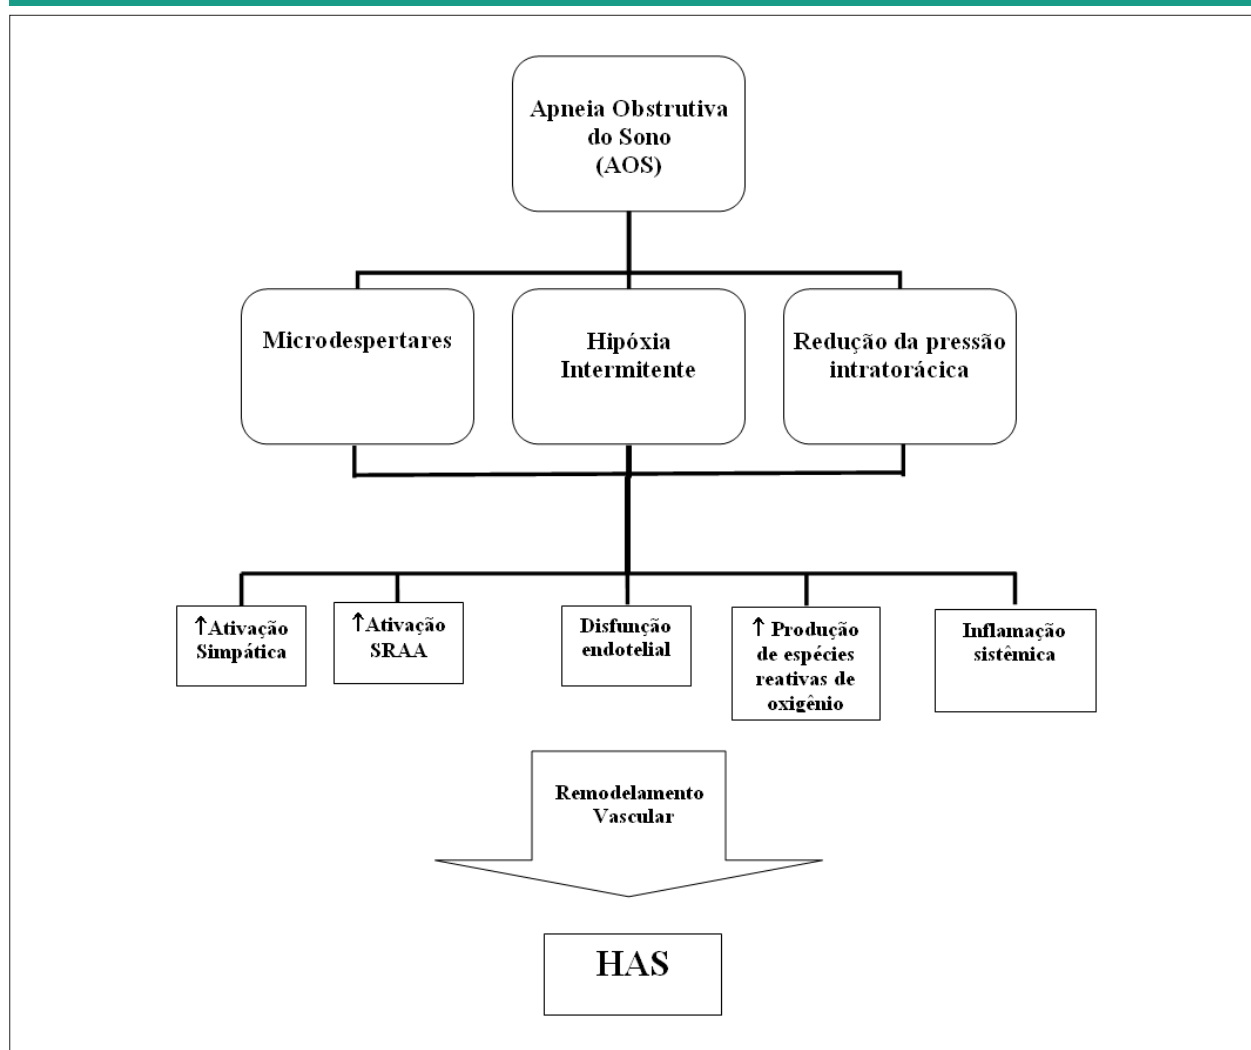 Apneia Obstrutiva
do Sono
(AOS)
Microdespertares
Hipóxia
Intermitente
Redução da pressão
intratorácica
↑Ativação
Simpática
↑Ativação
SRAA
Disfunção
endotelial
↑ Produção
de espécies
reativas de
oxigênio
Inflamação
sistêmica
Remodelamento
Vascular
HAS